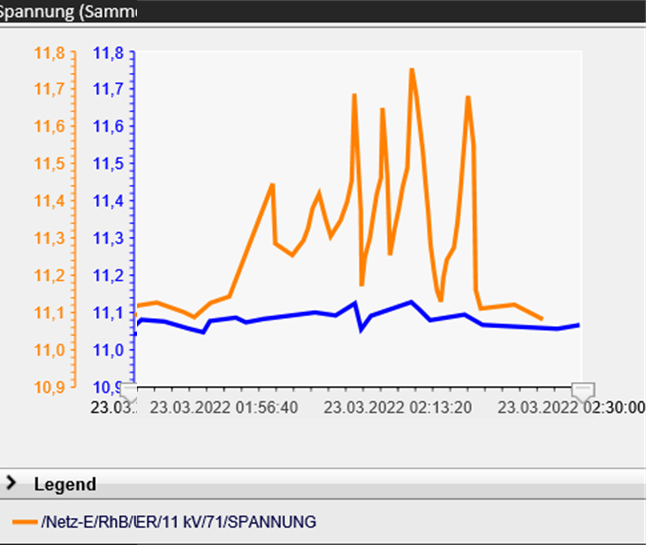 Spannung (Samm
11,8 11,8
11,7 11,7
11,6 11,6
11,5 11,5
11,4 11,4
11,3 11,3
11,2 11,2
11,1 11,1
11,0 11,0
10,9 10,9
23.03. 23.03.2022 01:56:40 23.03.2022 02:13:20 23.03.2022 02:30:00
Legend
/Netz-E/RhB/IER/11 kV/71/SPANNUNG